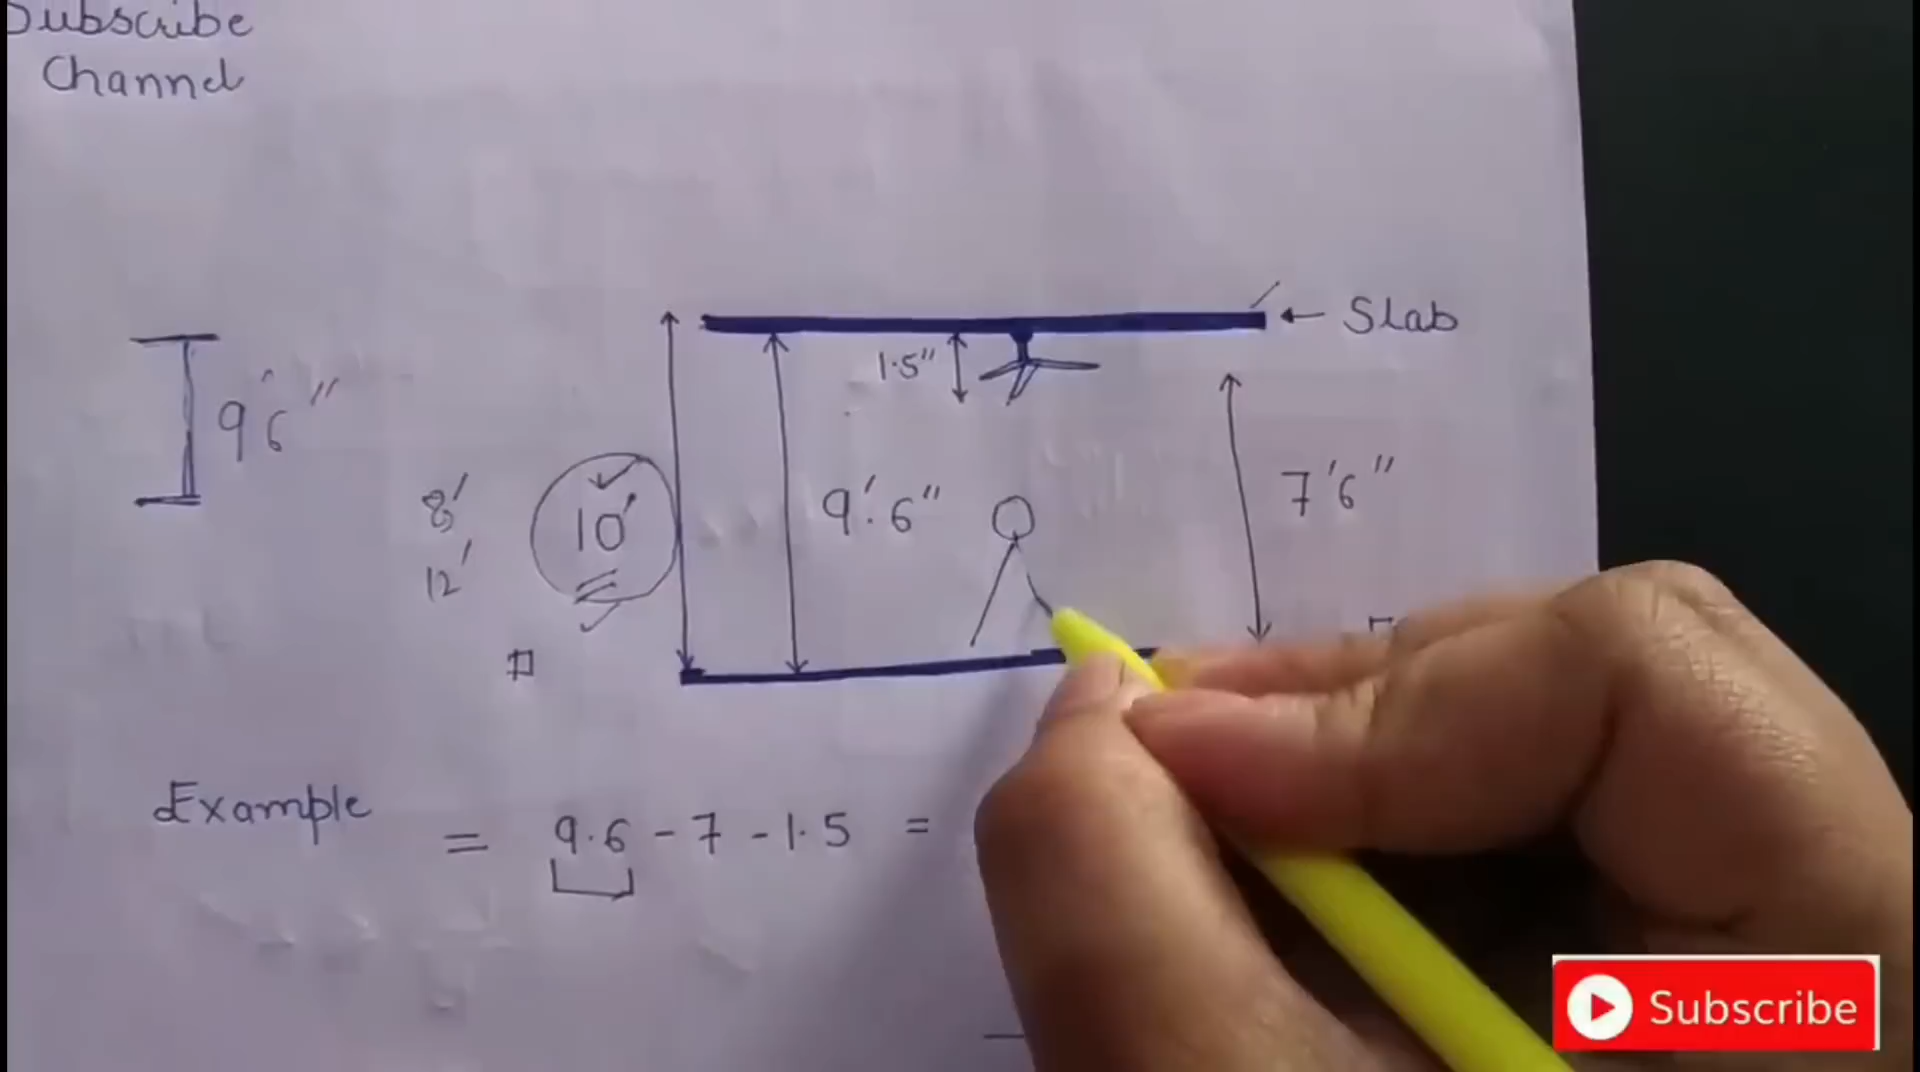 Subscribe
Channel
Slab
1.5"
9'6"
7'6"
8'
10'
9'.6"
12'
Example
= 9.6 - 7 - 1.5 =
Subscribe